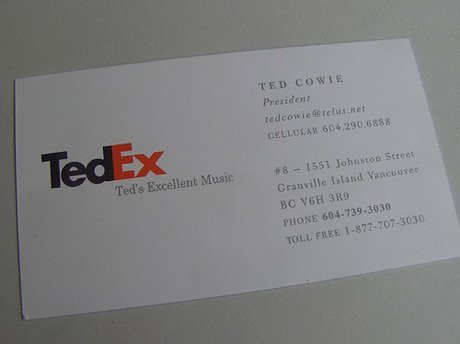 TedEx
Ted's Excellent Music
TED COWIE
President
tedcowie@telus.net
CELLULAR 604.290.6888
#8 – 1551 Johnston Street
Granville Island Vancouver
BC V6H 3R9
PHONE 604-739-3030
TOLL FREE 1-877-707-3030